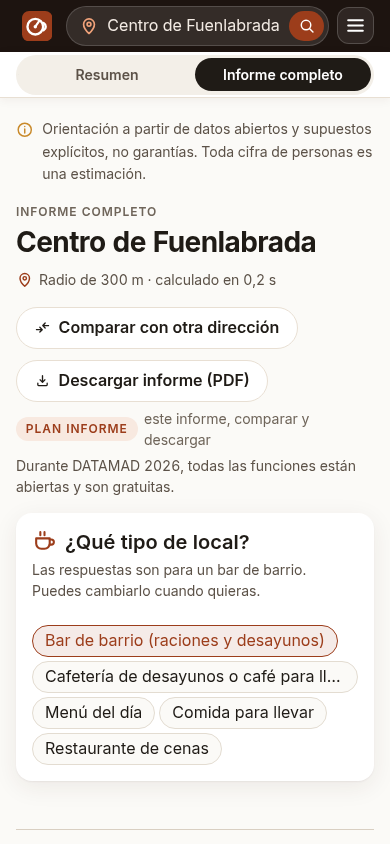 Centro de Fuenlabrada
Resumen
Informe completo
Orientación a partir de datos abiertos y supuestos
explícitos, no garantías. Toda cifra de personas es
una estimación.
INFORME COMPLETO
Centro de Fuenlabrada
Radio de 300 m · calculado en 0,2 s
Comparar con otra dirección
Descargar informe (PDF)
PLAN INFORME
este informe, comparar y
descargar
Durante DATAMAD 2026, todas las funciones están
abiertas y son gratuitas.
¿Qué tipo de local?
Las respuestas son para un bar de barrio.
Puedes cambiarlo cuando quieras.
Bar de barrio (raciones y desayunos)
Cafetería de desayunos o café para ll...
Menú del día
Comida para llevar
Restaurante de cenas